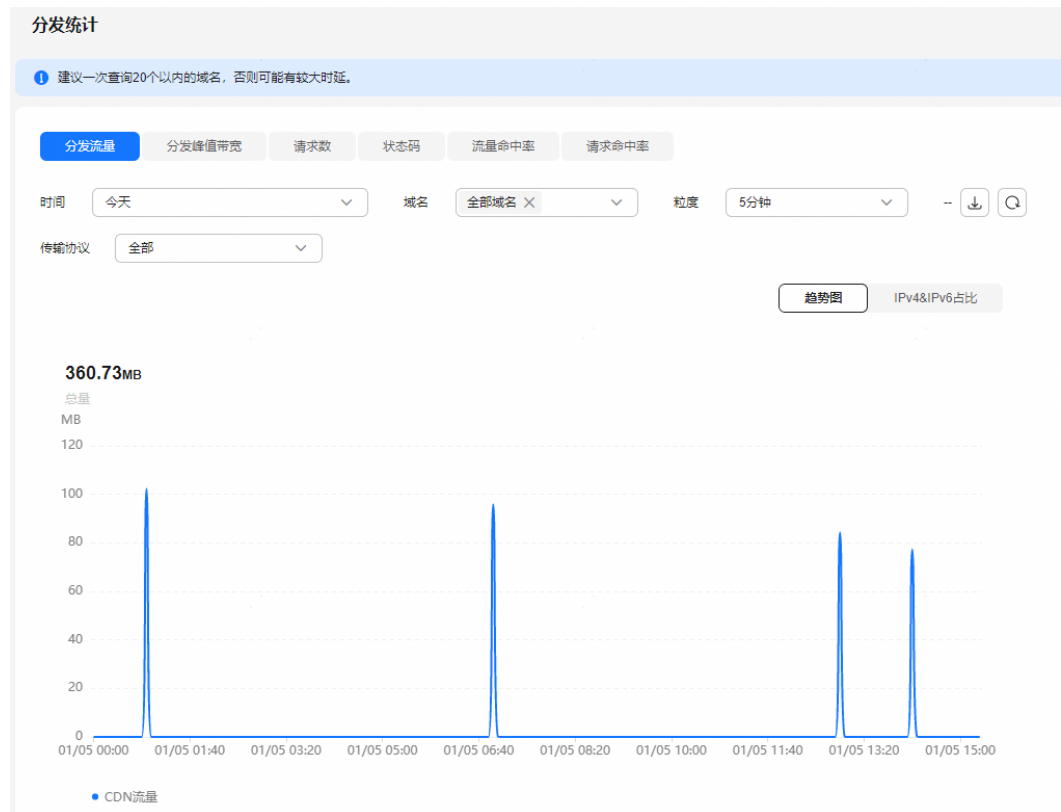 分发统计
建议一次查询20个以内的域名，否则可能有较大时延。
分发流量 分发峰值带宽 请求数 状态码 流量命中率 请求命中率
时间 今天 域名 全部域名 粒度 5分钟 --
传输协议 全部
趋势图 IPv4&IPv6占比
360.73MB
总量
MB
120
100
80
60
40
20
0
01/05 00:00 01/05 01:40 01/05 03:20 01/05 05:00 01/05 06:40 01/05 08:20 01/05 10:00 01/05 11:40 01/05 13:20 01/05 15:00
CDN流量